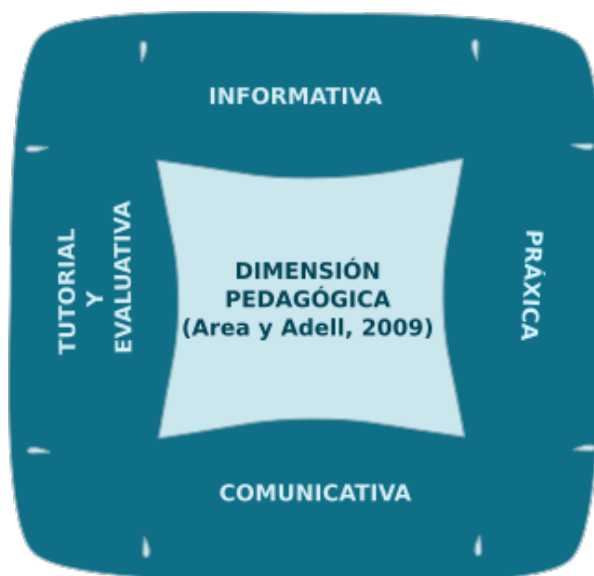 INFORMATIVA
TUTORIAL
Y
EVALUATIVA
DIMENSIÓN
PEDAGÓGICA
(Area y Adell, 2009)
PRÁXICA
COMUNICATIVA